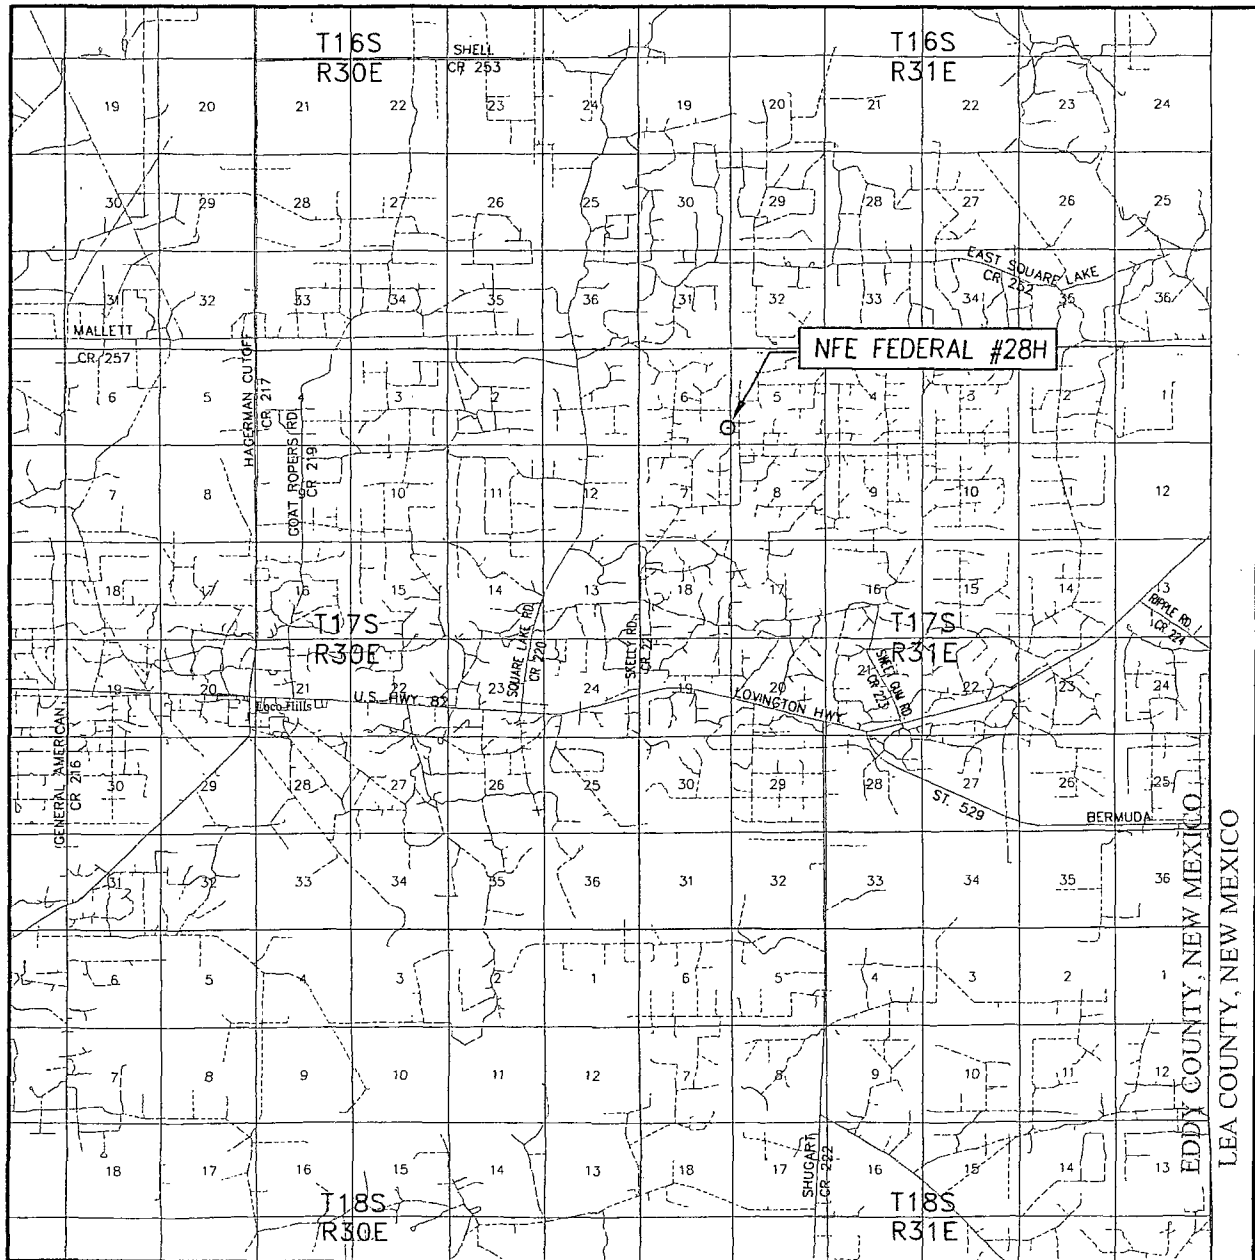 T16S
R30E
SHELL
CR 253
T16S
R31E
19 20 21 22 23 24 19 20 21 22 23 24
30 29 28 27 26 25 30 29 28 27 26 25
EAST SQUARE LAKE
CR 252
31 32 33 34 35 36 31 32 33 34 35 36
MALLETT
CR 257
NFE FEDERAL #28H
HAGERMAN CUTOFF
CR 217
GOAT ROPERS RD
CR 219
6 5 4 3 2 1 6 5 4 3 2 1
7 8 9 10 11 12 7 8 9 10 11 12
18 17 16 15 14 13 18 17 16 15 14 13
RIPPLE RD
CR 224
T17S
R30E
SQUARE LAKE RD
CR 220
SKELLY RD
CR 221
T17S
R31E
CR 223
19 20 21 22 23 24 19 20 21 22 23 24
U.S. HWY. 82
Loco Hills
LOVINGTON HWY
GENERAL AMERICAN
CR 216
30 29 28 27 26 25 30 29 28 27 26 25
ST. 529
BERMUDA
31 32 33 34 35 36 31 32 33 34 35 36
6 5 4 3 2 1 6 5 4 3 2 1
7 8 9 10 11 12 7 8 9 10 11 12
18 17 16 15 14 13 18 17 16 15 14 13
SHUGART
CR 222
T18S
R30E
T18S
R31E
EDDY COUNTY, NEW MEXICO
LEA COUNTY, NEW MEXICO